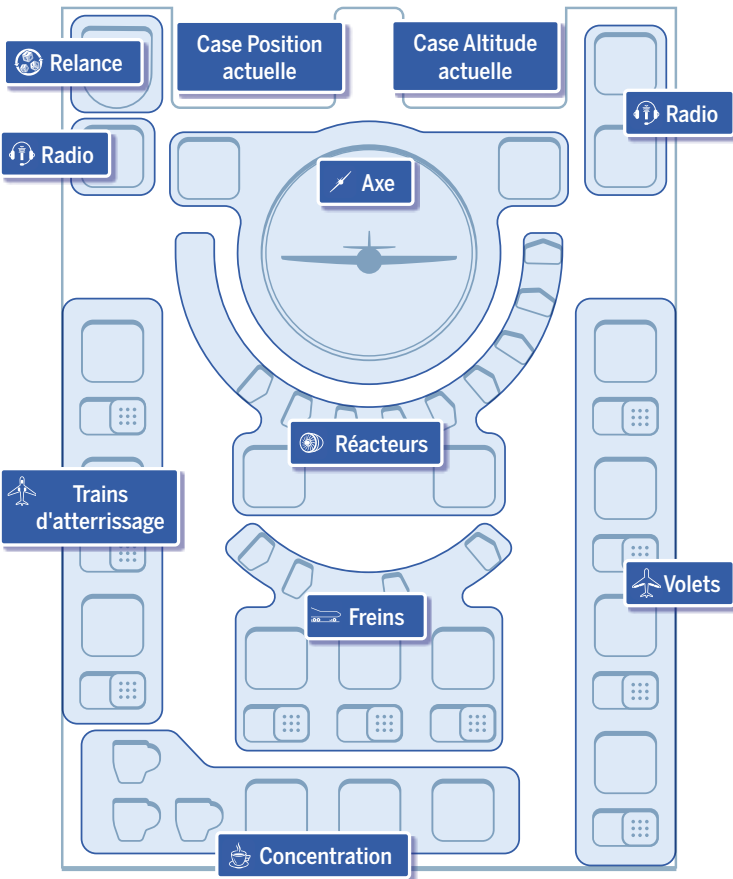 Relance
Case Position
actuelle
Case Altitude
actuelle
Radio
Radio
Axe
Réacteurs
Trains
d'atterrissage
Volets
Freins
Concentration